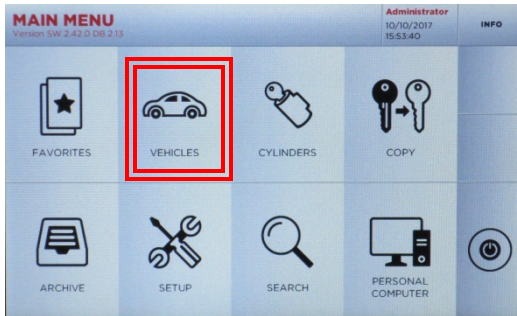 MAIN MENU
Version SW 2.42.0 DB 2.13
Administrator
10/10/2017
15:53:40
INFO
FAVORITES
VEHICLES
CYLINDERS
COPY
ARCHIVE
SETUP
SEARCH
PERSONAL
COMPUTER